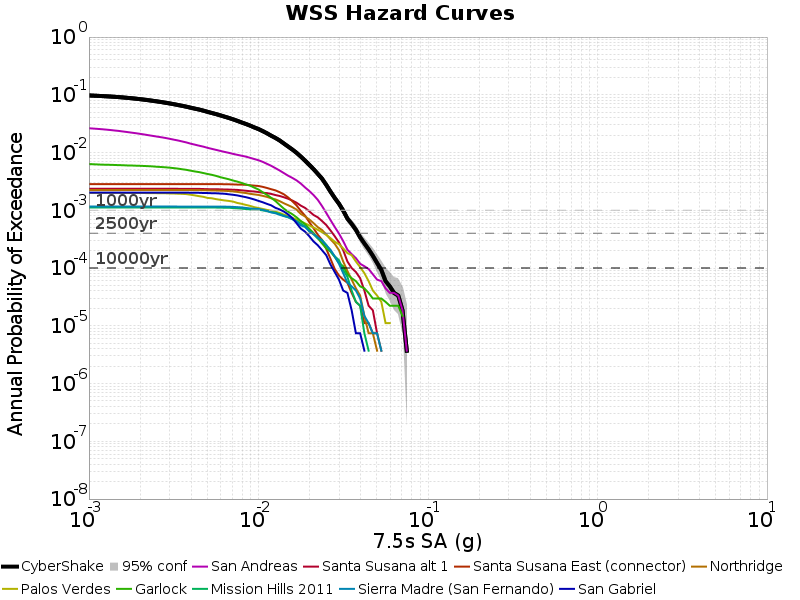 WSS Hazard Curves
Annual Probability of Exceedance
10^0
10^-1
10^-2
10^-3
10^-4
10^-5
10^-6
10^-7
10^-8
1000yr
2500yr
10000yr
10^-3 10^-2 10^-1 10^0 10^1
7.5s SA (g)
CyberShake 95% conf San Andreas Santa Susana alt 1 Santa Susana East (connector) Northridge
Palos Verdes Garlock Mission Hills 2011 Sierra Madre (San Fernando) San Gabriel